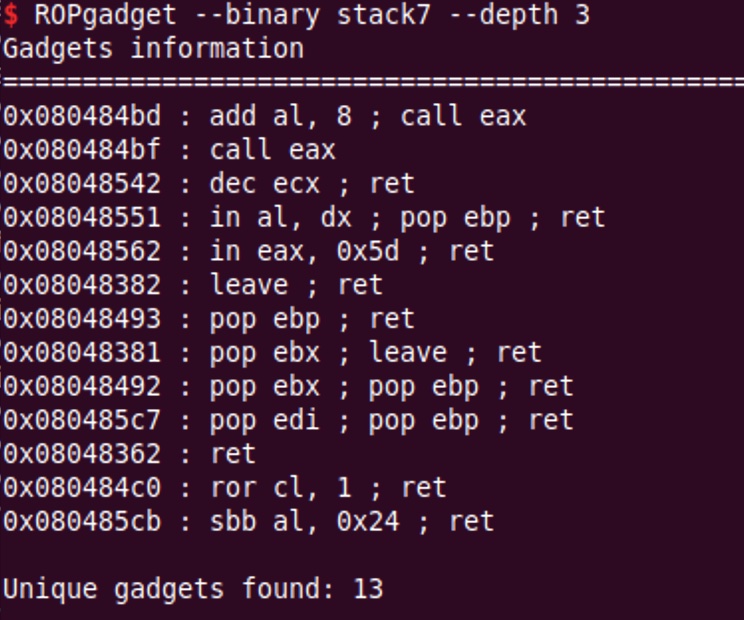 $ ROPgadget --binary stack7 --depth 3
Gadgets information
===============================================
0x080484bd : add al, 8 ; call eax
0x080484bf : call eax
0x08048542 : dec ecx ; ret
0x08048551 : in al, dx ; pop ebp ; ret
0x08048562 : in eax, 0x5d ; ret
0x08048382 : leave ; ret
0x08048493 : pop ebp ; ret
0x08048381 : pop ebx ; leave ; ret
0x08048492 : pop ebx ; pop ebp ; ret
0x080485c7 : pop edi ; pop ebp ; ret
0x08048362 : ret
0x080484c0 : ror cl, 1 ; ret
0x080485cb : sbb al, 0x24 ; ret
Unique gadgets found: 13